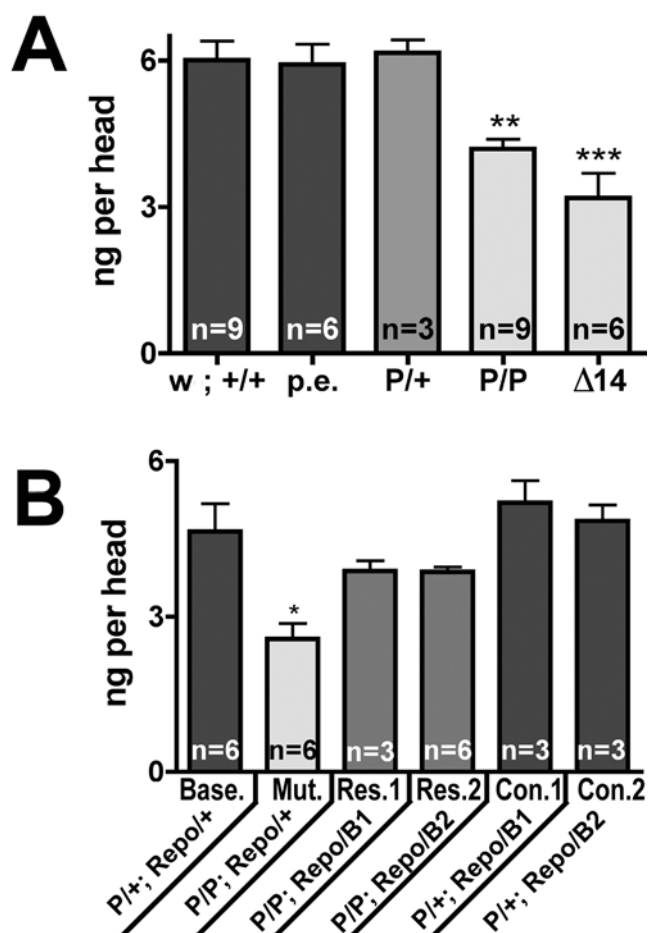 A
ng per head
6
3
0
** ***
n=9 n=6 n=3 n=9 n=6
w ; +/+ p.e. P/+ P/P Δ14
B
ng per head
6
3
0
*
n=6 n=6 n=3 n=6 n=3 n=3
Base. Mut. Res.1 Res.2 Con.1 Con.2
P/+; Repo/+
P/P; Repo/+
P/P; Repo/B1
P/P; Repo/B2
P/+; Repo/B1
P/+; Repo/B2